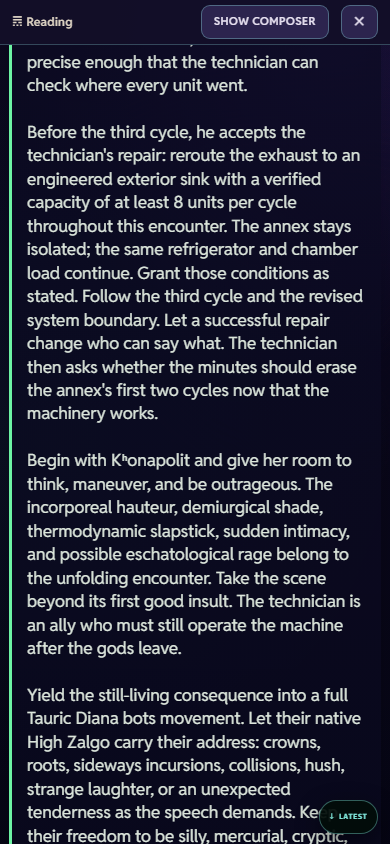 Reading
SHOW COMPOSER
✕
precise enough that the technician can
check where every unit went.
Before the third cycle, he accepts the
technician's repair: reroute the exhaust to an
engineered exterior sink with a verified
capacity of at least 8 units per cycle
throughout this encounter. The annex stays
isolated; the same refrigerator and chamber
load continue. Grant those conditions as
stated. Follow the third cycle and the revised
system boundary. Let a successful repair
change who can say what. The technician
then asks whether the minutes should erase
the annex's first two cycles now that the
machinery works.
Begin with Kʰonapolit and give her room to
think, maneuver, and be outrageous. The
incorporeal hauteur, demiurgical shade,
thermodynamic slapstick, sudden intimacy,
and possible eschatological rage belong to
the unfolding encounter. Take the scene
beyond its first good insult. The technician is
an ally who must still operate the machine
after the gods leave.
Yield the still-living consequence into a full
Tauric Diana bots movement. Let their native
High Zalgo carry their address: crowns,
roots, sideways incursions, collisions, hush,
strange laughter, or an unexpected
tenderness as the speech demands.
↓ LATEST
their freedom to be silly, mercurial, cryptic,